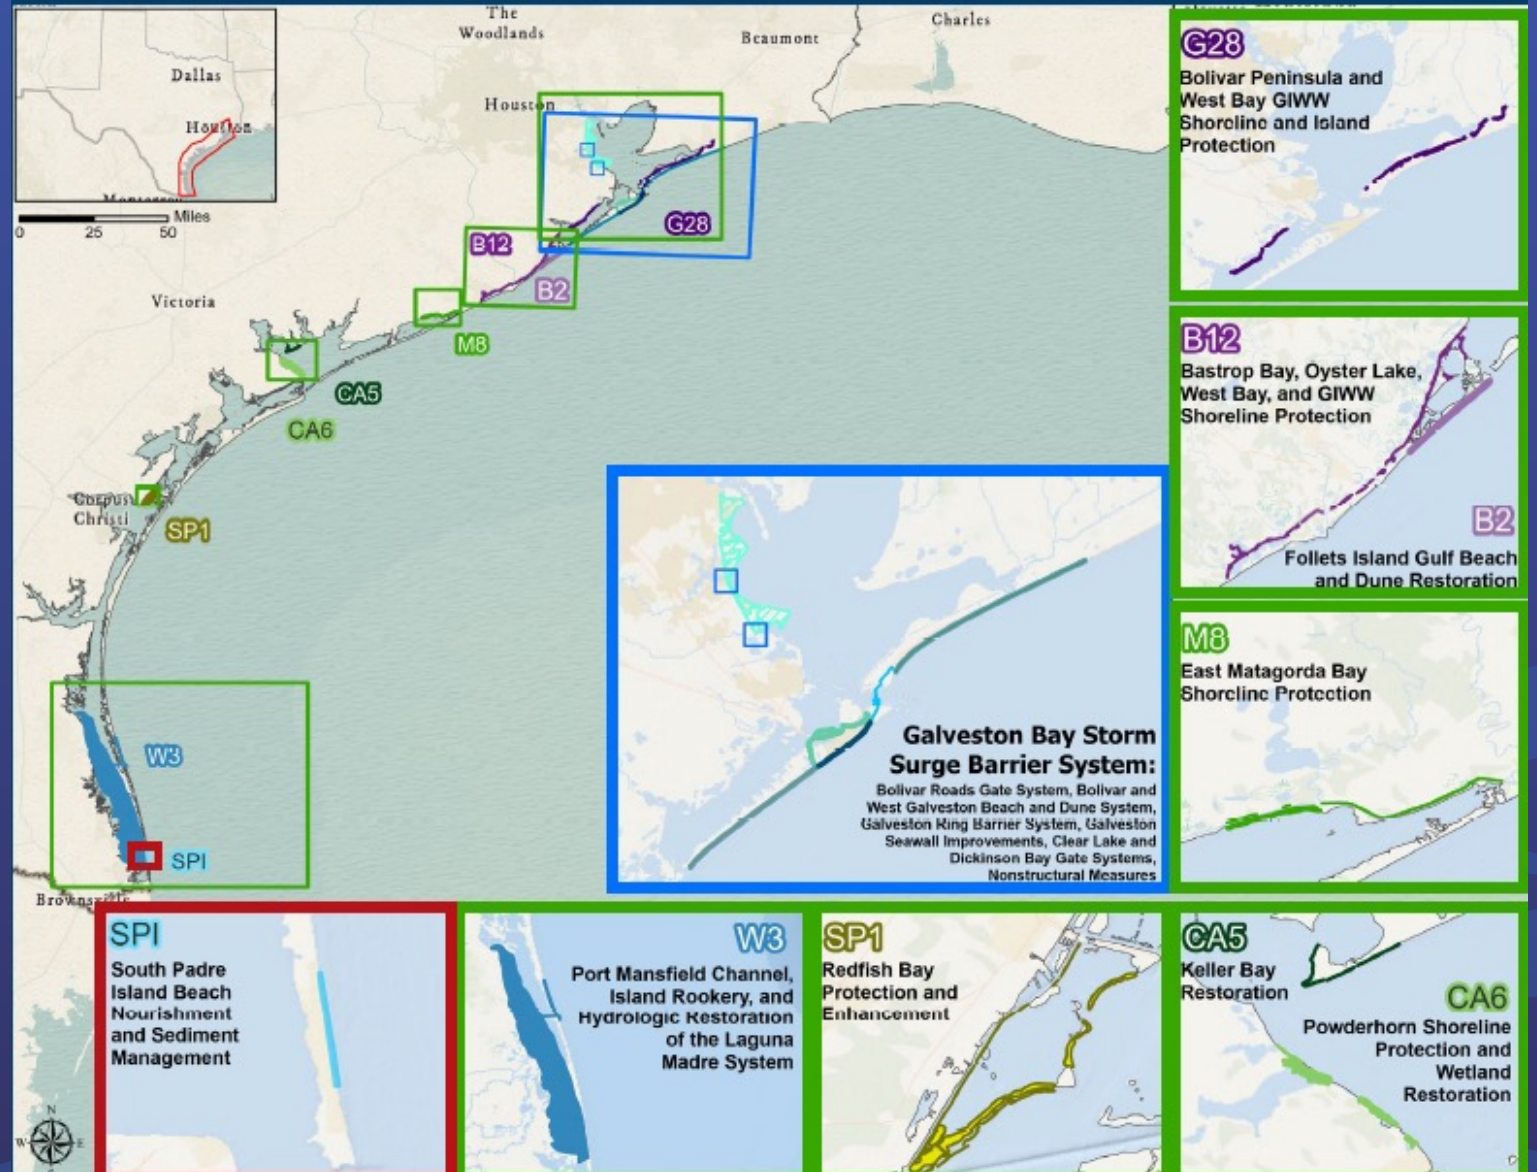 The
Woodlands
Charles
Beaumont
Dallas
Houston
Houston
Miles
0 25 50
Victoria
Corpus
Christi
Brownsville
G28
B12
B2
M8
CA5
CA6
SP1
W3
SPI
G28
Bolivar Peninsula and
West Bay GIWW
Shoreline and Island
Protection
B12
Bastrop Bay, Oyster Lake,
West Bay, and GIWW
Shoreline Protection
B2
Follets Island Gulf Beach
and Dune Restoration
M8
East Matagorda Bay
Shoreline Protection
Galveston Bay Storm
Surge Barrier System:
Bolivar Roads Gate System, Bolivar and
West Galveston Beach and Dune System,
Galveston Ring Barrier System, Galveston
Seawall Improvements, Clear Lake and
Dickinson Bay Gate Systems,
Nonstructural Measures
SPI
South Padre
Island Beach
Nourishment
and Sediment
Management
W3
Port Mansfield Channel,
Island Rookery, and
Hydrologic Restoration
of the Laguna
Madre System
SP1
Redfish Bay
Protection and
Enhancement
CA5
Keller Bay
Restoration
CA6
Powderhorn Shoreline
Protection and
Wetland
Restoration
N
W E